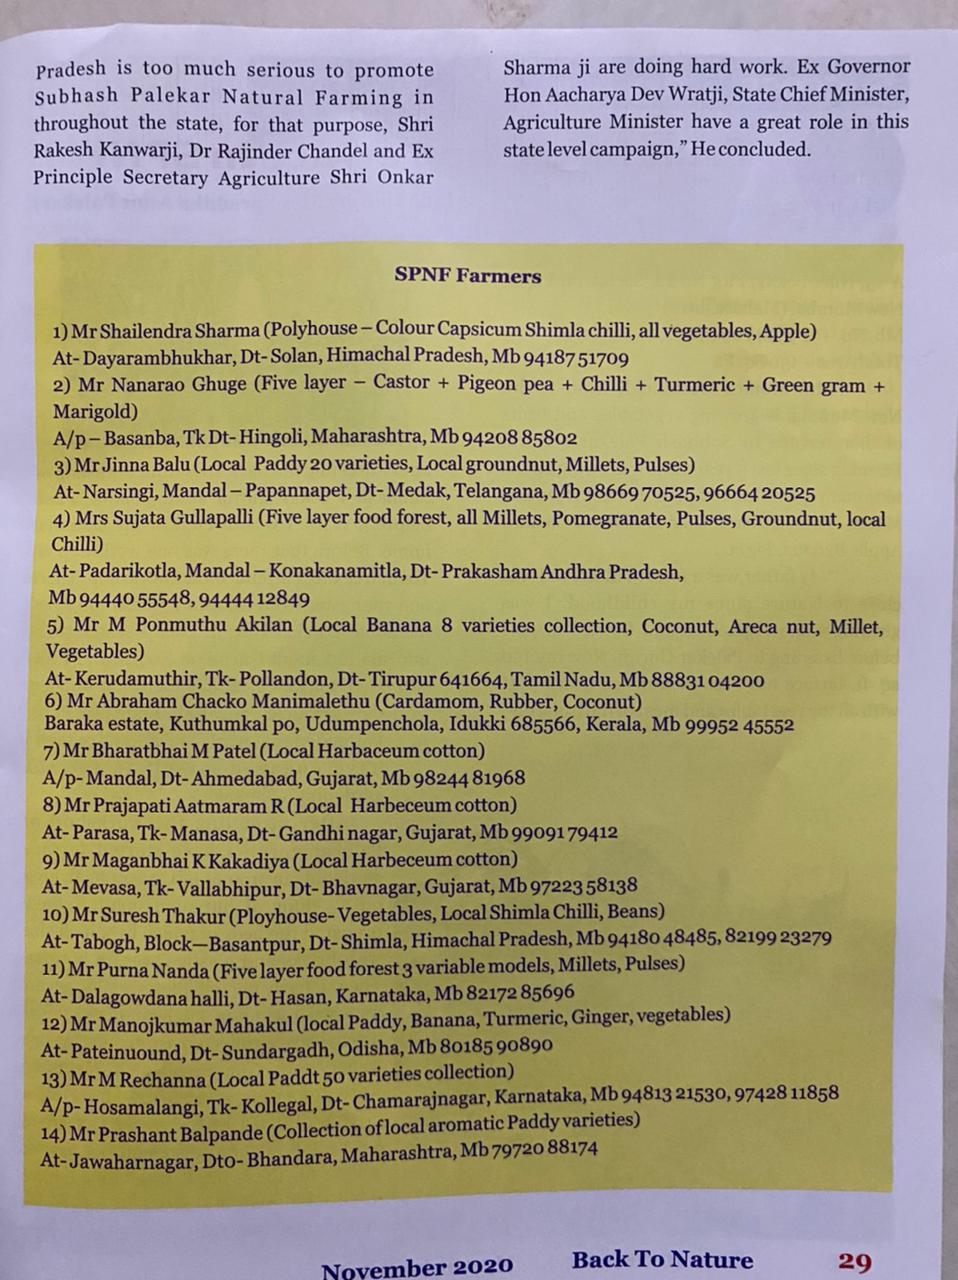 Pradesh is too much serious to promote
Subhash Palekar Natural Farming in
throughout the state, for that purpose, Shri
Rakesh Kanwarji, Dr Rajinder Chandel and Ex
Principle Secretary Agriculture Shri Onkar
Sharma ji are doing hard work. Ex Governor
Hon Aacharya Dev Wratji, State Chief Minister,
Agriculture Minister have a great role in this
state level campaign,” He concluded.
SPNF Farmers
1) Mr Shailendra Sharma (Polyhouse – Colour Capsicum Shimla chilli, all vegetables, Apple)
At- Dayarambhukhar, Dt- Solan, Himachal Pradesh, Mb 94187 51709
2) Mr Nanarao Ghuge (Five layer – Castor + Pigeon pea + Chilli + Turmeric + Green gram +
Marigold)
A/p – Basanba, Tk Dt- Hingoli, Maharashtra, Mb 94208 85802
3) Mr Jinna Balu (Local Paddy 20 varieties, Local groundnut, Millets, Pulses)
At- Narsingi, Mandal – Papannapet, Dt- Medak, Telangana, Mb 98669 70525, 96664 20525
4) Mrs Sujata Gullapalli (Five layer food forest, all Millets, Pomegranate, Pulses, Groundnut, local
Chilli)
At- Padarikotla, Mandal – Konakanamitla, Dt- Prakasham Andhra Pradesh,
Mb 94440 55548, 94444 12849
5) Mr M Ponmuthu Akilan (Local Banana 8 varieties collection, Coconut, Areca nut, Millet,
Vegetables)
At- Kerudamuthir, Tk- Pollandon, Dt- Tirupur 641664, Tamil Nadu, Mb 88831 04200
6) Mr Abraham Chacko Manimalethu (Cardamom, Rubber, Coconut)
Baraka estate, Kuthumkal po, Udumpenchola, Idukki 685566, Kerala, Mb 99952 45552
7) Mr Bharatbhai M Patel (Local Harbaceum cotton)
A/p- Mandal, Dt- Ahmedabad, Gujarat, Mb 98244 81968
8) Mr Prajapati Aatmaram R (Local Harbeceum cotton)
At- Parasa, Tk- Manasa, Dt- Gandhi nagar, Gujarat, Mb 99091 79412
9) Mr Maganbhai K Kakadiya (Local Harbeceum cotton)
At- Mevasa, Tk- Vallabhipur, Dt- Bhavnagar, Gujarat, Mb 97223 58138
10) Mr Suresh Thakur (Ployhouse- Vegetables, Local Shimla Chilli, Beans)
At- Tabogh, Block—Basantpur, Dt- Shimla, Himachal Pradesh, Mb 94180 48485, 82199 23279
11) Mr Purna Nanda (Five layer food forest 3 variable models, Millets, Pulses)
At- Dalagowdana halli, Dt- Hasan, Karnataka, Mb 82172 85696
12) Mr Manojkumar Mahakul (local Paddy, Banana, Turmeric, Ginger, vegetables)
At- Pateinuound, Dt- Sundargadh, Odisha, Mb 80185 90890
13) Mr M Rechanna (Local Paddt 50 varieties collection)
A/p- Hosamalangi, Tk- Kollegal, Dt- Chamarajnagar, Karnataka, Mb 94813 21530, 97428 11858
14) Mr Prashant Balpande (Collection of local aromatic Paddy varieties)
At- Jawaharnagar, Dto- Bhandara, Maharashtra, Mb 79720 88174
November 2020 Back To Nature 29